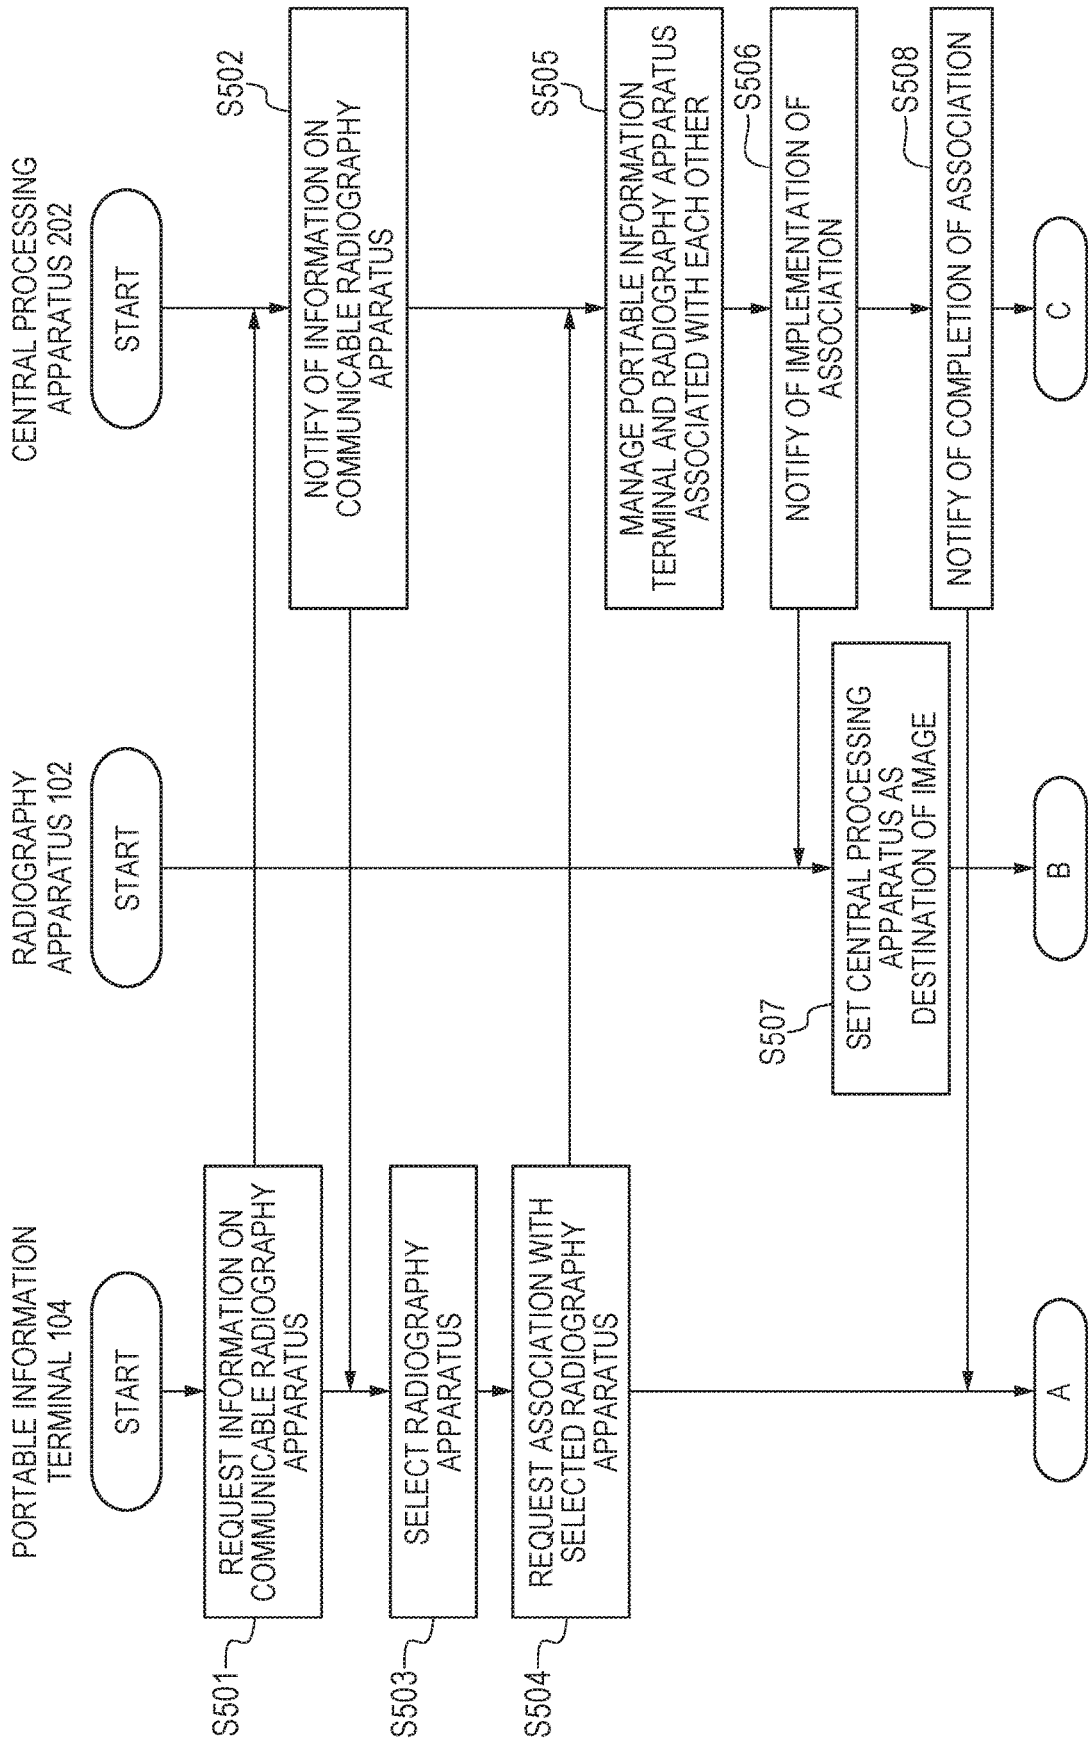 PORTABLE INFORMATION
TERMINAL 104
RADIOGRAPHY
APPARATUS 102
CENTRAL PROCESSING
APPARATUS 202
START
START
START
S501
REQUEST INFORMATION ON
COMMUNICABLE RADIOGRAPHY
APPARATUS
S502
NOTIFY OF INFORMATION ON
COMMUNICABLE RADIOGRAPHY
APPARATUS
S503
SELECT RADIOGRAPHY
APPARATUS
S504
REQUEST ASSOCIATION WITH
SELECTED RADIOGRAPHY
APPARATUS
S505
MANAGE PORTABLE INFORMATION
TERMINAL AND RADIOGRAPHY APPARATUS
ASSOCIATED WITH EACH OTHER
S506
NOTIFY OF IMPLEMENTATION OF
ASSOCIATION
S507
SET CENTRAL PROCESSING
APPARATUS AS
DESTINATION OF IMAGE
S508
NOTIFY OF COMPLETION OF ASSOCIATION
A
B
C